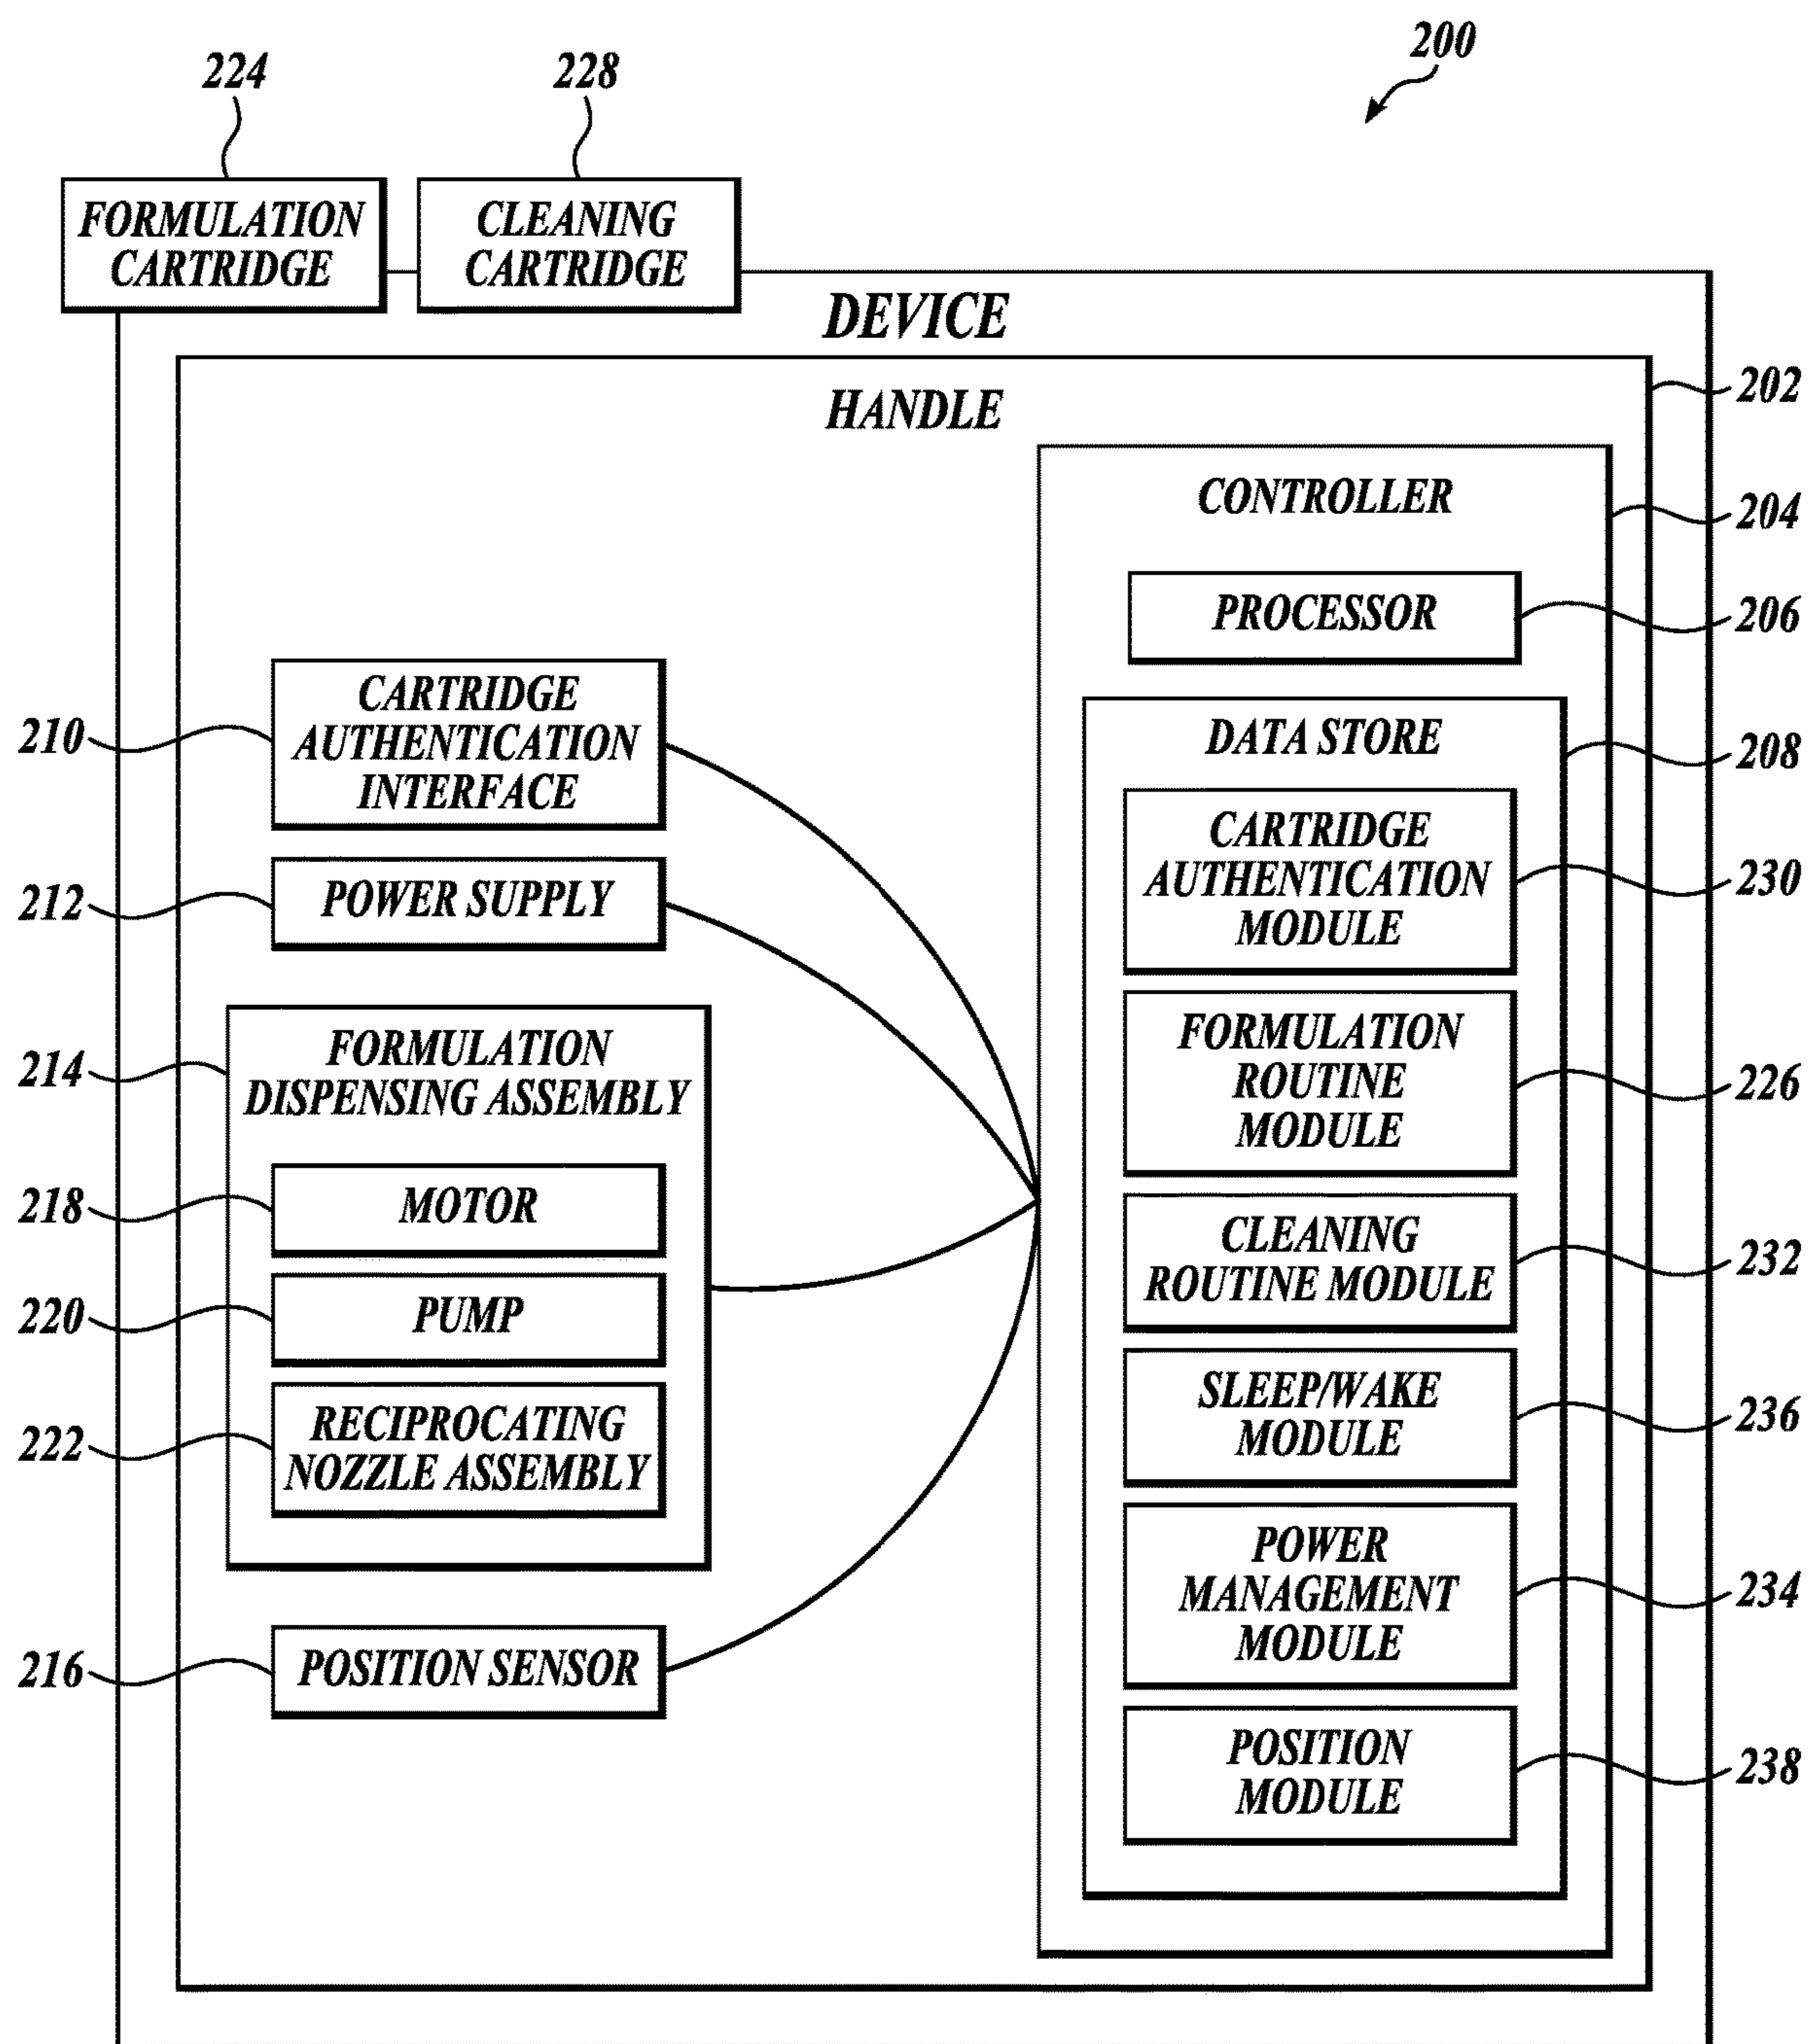 200
224
228
FORMULATION
CARTRIDGE
CLEANING
CARTRIDGE
DEVICE
HANDLE
202
CONTROLLER
204
PROCESSOR
206
CARTRIDGE
AUTHENTICATION
INTERFACE
210
POWER SUPPLY
212
FORMULATION
DISPENSING ASSEMBLY
214
MOTOR
218
PUMP
220
RECIPROCATING
NOZZLE ASSEMBLY
222
POSITION SENSOR
216
DATA STORE
208
CARTRIDGE
AUTHENTICATION
MODULE
230
FORMULATION
ROUTINE
MODULE
226
CLEANING
ROUTINE MODULE
232
SLEEP/WAKE
MODULE
236
POWER
MANAGEMENT
MODULE
234
POSITION
MODULE
238